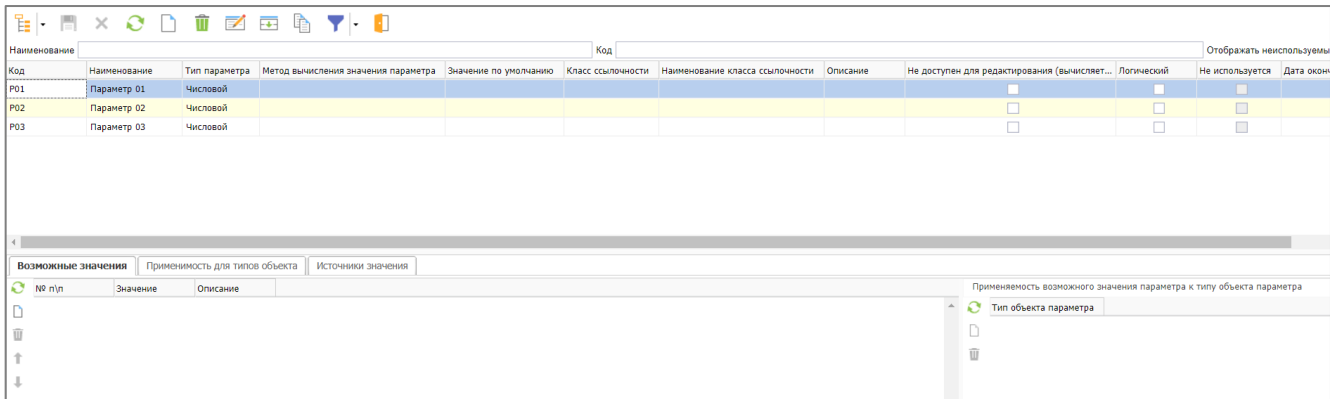 Наименование Код Отображать неиспользуемы
Код Наименование Тип параметра Метод вычисления значения параметра Значение по умолчанию Класс ссылочности Наименование класса ссылочности Описание Не доступен для редактирования (вычисляет... Логический Не используется Дата оконч
P01 Параметр 01 Числовой
P02 Параметр 02 Числовой
P03 Параметр 03 Числовой
Возможные значения Применимость для типов объекта Источники значения
№ п\п Значение Описание
Применяемость возможного значения параметра к типу объекта параметра
Тип объекта параметра